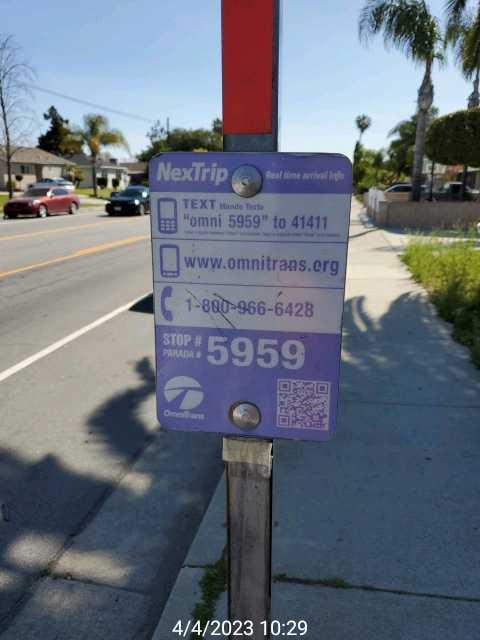 NexTrip Real time arrival info
TEXT Mande Texto
"omni 5959" to 41411
www.omnitrans.org
1-800-966-6428
STOP #
PARADA #
5959
OmniTrans
4/4/2023 10:29